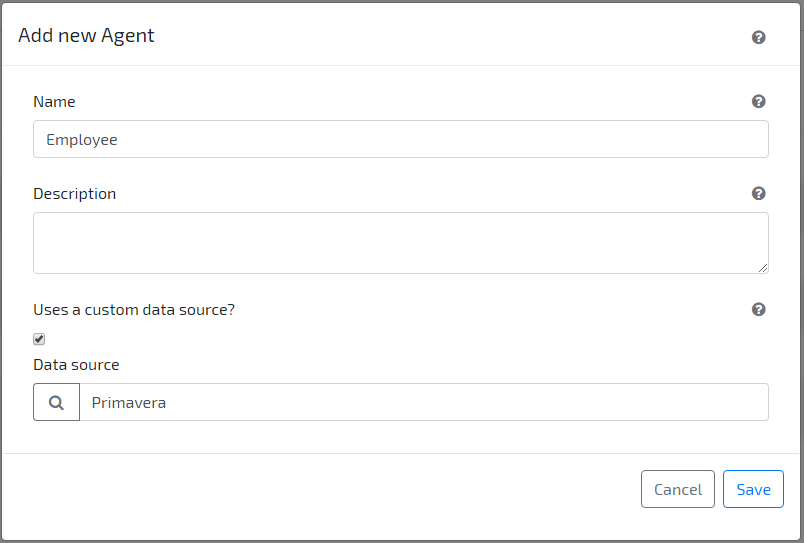 Add new Agent
Name
Employee
Description
Uses a custom data source?
Data source
Primavera
Cancel
Save